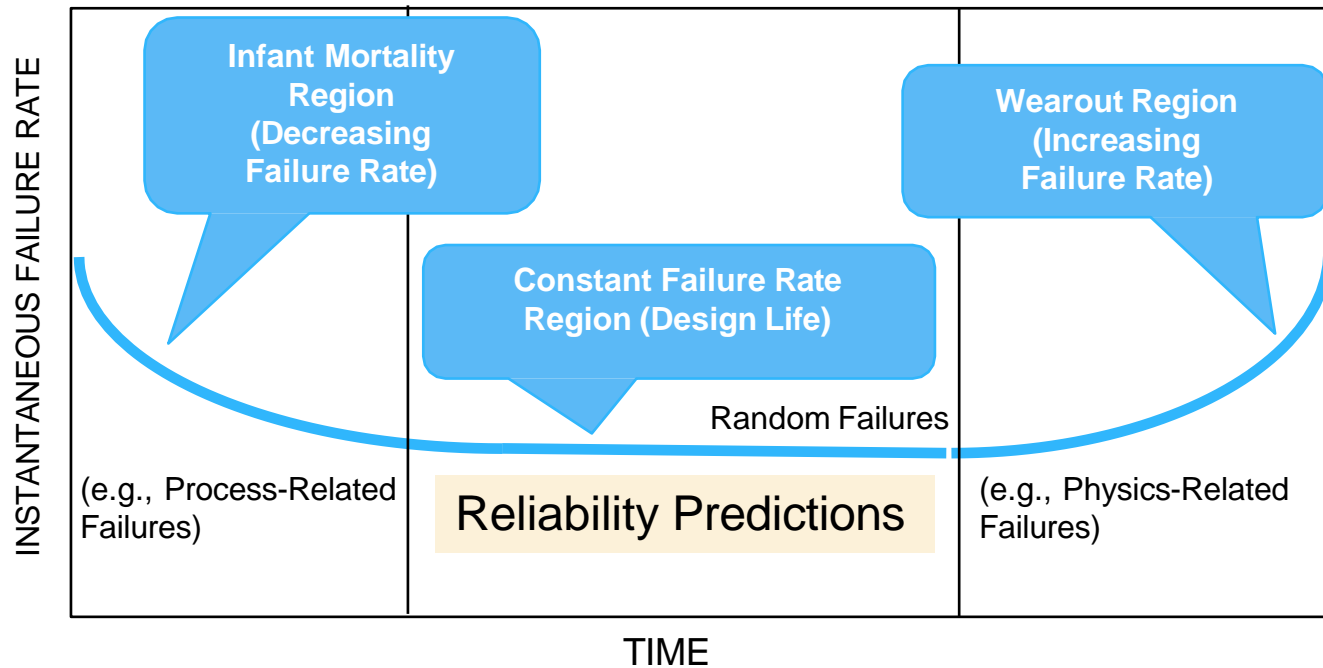 INSTANTANEOUS FAILURE RATE
Infant Mortality
Region
(Decreasing
Failure Rate)
Wearout Region
(Increasing
Failure Rate)
Constant Failure Rate
Region (Design Life)
Random Failures
(e.g., Process-Related
Failures)
Reliability Predictions
(e.g., Physics-Related
Failures)
TIME